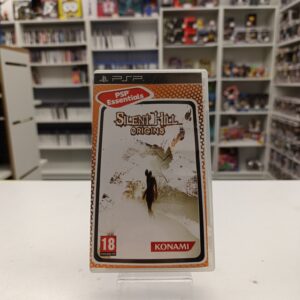 PSP
PSP
Essentials
SILENT HILL
ORIGINS
18
KONAMI